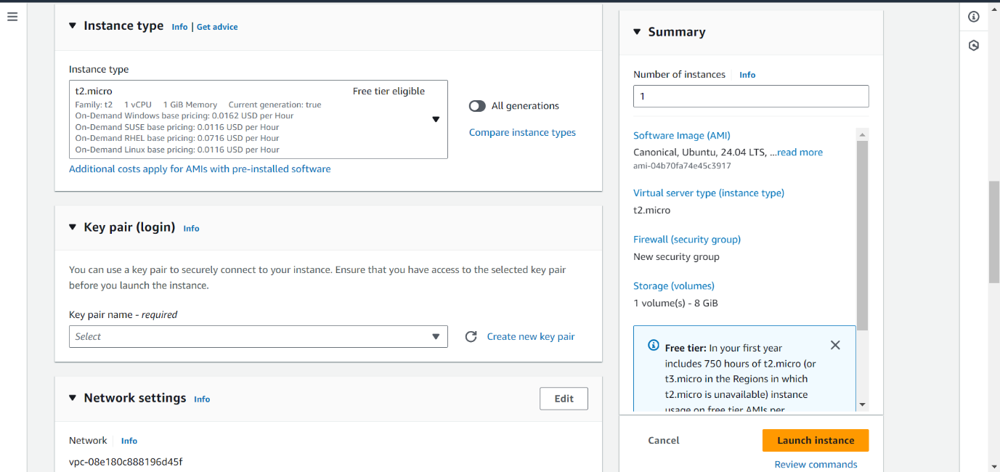 Instance type Info | Get advice
Instance type
t2.micro Free tier eligible
Family: t2 1 vCPU 1 GiB Memory Current generation: true
On-Demand Windows base pricing: 0.0162 USD per Hour
On-Demand SUSE base pricing: 0.0116 USD per Hour
On-Demand RHEL base pricing: 0.0716 USD per Hour
On-Demand Linux base pricing: 0.0116 USD per Hour
All generations
Compare instance types
Additional costs apply for AMIs with pre-installed software
Key pair (login) Info
You can use a key pair to securely connect to your instance. Ensure that you have access to the selected key pair
before you launch the instance.
Key pair name - required
Select
Create new key pair
Network settings Info
Edit
Network Info
vpc-08e180c888196d45f
Summary
Number of instances Info
1
Software Image (AMI)
Canonical, Ubuntu, 24.04 LTS, ...read more
ami-04b70fa74e45c3917
Virtual server type (instance type)
t2.micro
Firewall (security group)
New security group
Storage (volumes)
1 volume(s) - 8 GiB
Free tier: In your first year
includes 750 hours of t2.micro (or
t3.micro in the Regions in which
t2.micro is unavailable) instance
usage on free tier AMIs per
Cancel
Launch instance
Review commands